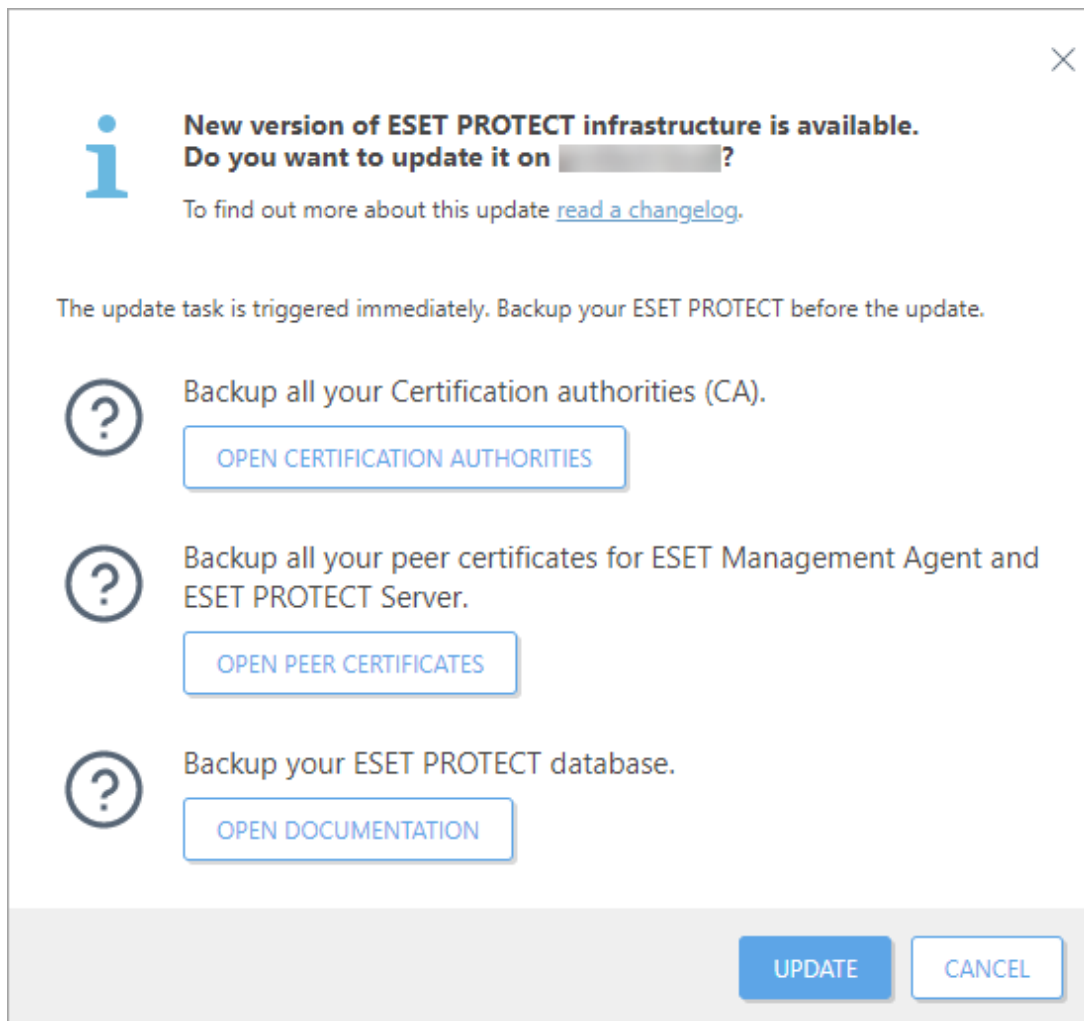 New version of ESET PROTECT infrastructure is available.
Do you want to update it on ?
To find out more about this update read a changelog.
The update task is triggered immediately. Backup your ESET PROTECT before the update.
Backup all your Certification authorities (CA).
OPEN CERTIFICATION AUTHORITIES
Backup all your peer certificates for ESET Management Agent and
ESET PROTECT Server.
OPEN PEER CERTIFICATES
Backup your ESET PROTECT database.
OPEN DOCUMENTATION
UPDATE CANCEL